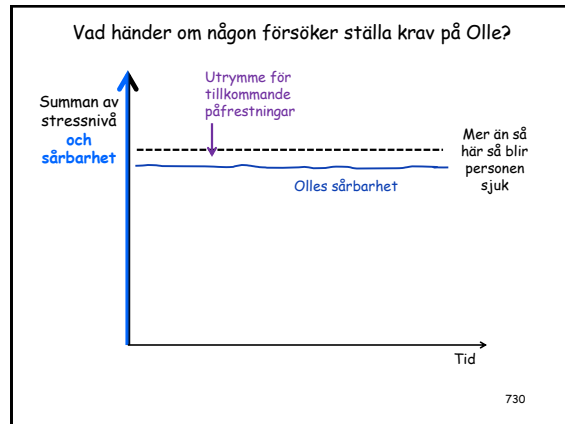 Vad händer om någon försöker ställa krav på Olle?
Utrymme för
tillkommande
påfrestningar
Summan av
stressnivå
och
sårbarhet
Mer än så
här så blir
personen
sjuk
Olles sårbarhet
Tid
730